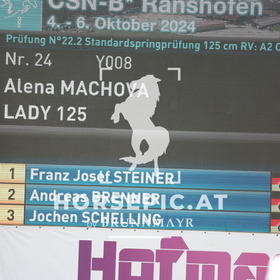 CSN-B* Ranshofen
4. - 6. Oktober 2024
Prüfung N°22.2 Standardspringprüfung 125 cm RV: A2 
Nr. 24 Y008
Alena MACHOVA
LADY 125
1 Franz Josef STEINER
2 Andreas BRENNER
HORSEPIC.AT
3 Jochen SCHELLING
Hofma